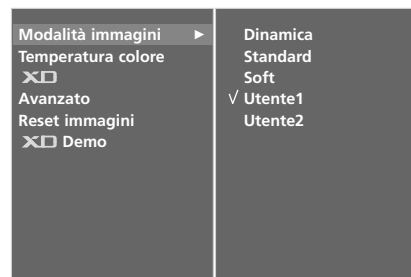 Modalità immagini ►
Temperatura colore
XD
Avanzato
Reset immagini
XD Demo
Dinamica
Standard
Soft
√ Utente1
Utente2